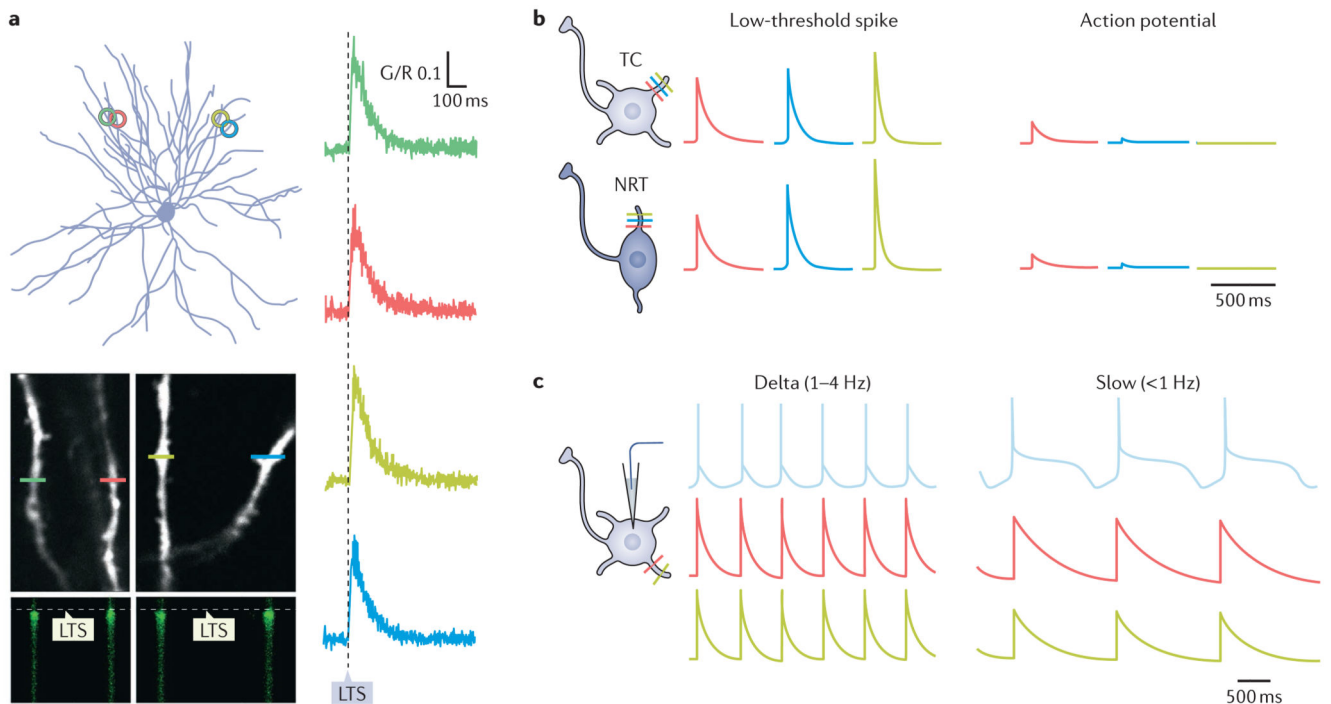 a
G/R 0.1
100 ms
LTS
LTS
LTS
b
Low-threshold spike
Action potential
TC
NRT
500 ms
c
Delta (1–4 Hz)
Slow (<1 Hz)
500 ms